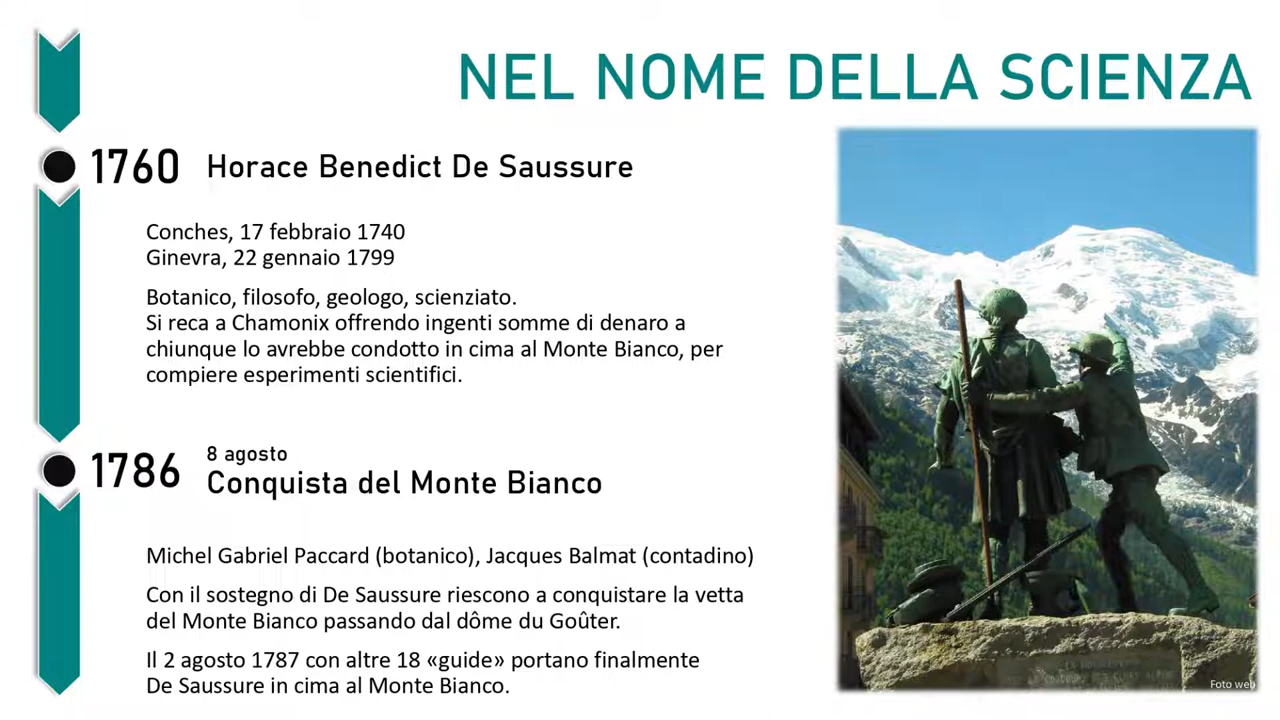 NEL NOME DELLA SCIENZA
1760 Horace Benedict De Saussure
Conches, 17 febbraio 1740
Ginevra, 22 gennaio 1799
Botanico, filosofo, geologo, scienziato.
Si reca a Chamonix offrendo ingenti somme di denaro a
chiunque lo avrebbe condotto in cima al Monte Bianco, per
compiere esperimenti scientifici.
8 agosto
1786 Conquista del Monte Bianco
Michel Gabriel Paccard (botanico), Jacques Balmat (contadino)
Con il sostegno di De Saussure riescono a conquistare la vetta
del Monte Bianco passando dal dôme du Goûter.
Il 2 agosto 1787 con altre 18 «guide» portano finalmente
De Saussure in cima al Monte Bianco.
Foto web